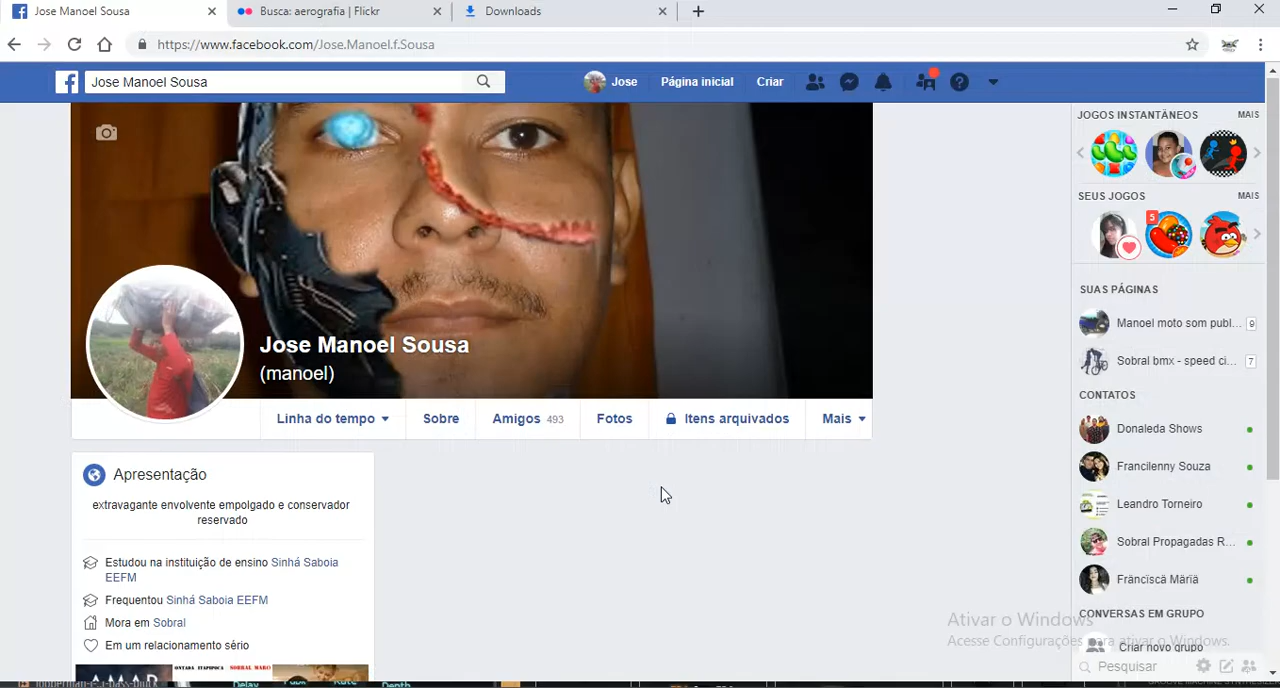 Jose Manoel Sousa
Busca: aerografia | Flickr
Downloads
https://www.facebook.com/Jose.Manoel.f.Sousa
Jose Manoel Sousa
Jose
Página inicial
Criar
JOGOS INSTANTÂNEOS
MAIS
SEUS JOGOS
MAIS
5
SUAS PÁGINAS
Manoel moto som publ...
9
Sobral bmx - speed ci...
7
CONTATOS
Donaleda Shows
Francilenny Souza
Leandro Torneiro
Sobral Propagadas R...
Fräncïscä Märïä
CONVERSAS EM GRUPO
Criar novo grupo
Pesquisar
Jose Manoel Sousa
(manoel)
Linha do tempo
Sobre
Amigos 493
Fotos
Itens arquivados
Mais
Apresentação
extravagante envolvente empolgado e conservador
reservado
Estudou na instituição de ensino Sinhá Saboia
EEFM
Frequentou Sinhá Saboia EEFM
Mora em Sobral
Em um relacionamento sério
Ativar o Windows
Acesse Configurações para ativar o Windows.